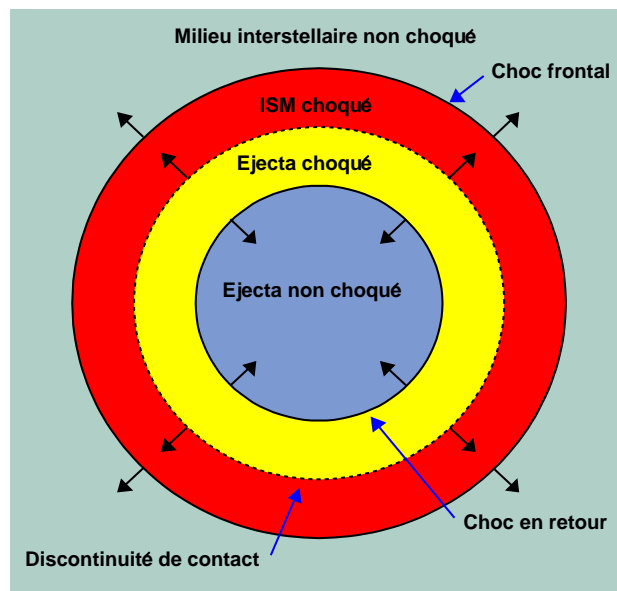 Milieu interstellaire non choqué
Choc frontal
ISM choqué
Ejecta choqué
Ejecta non choqué
Choc en retour
Discontinuité de contact